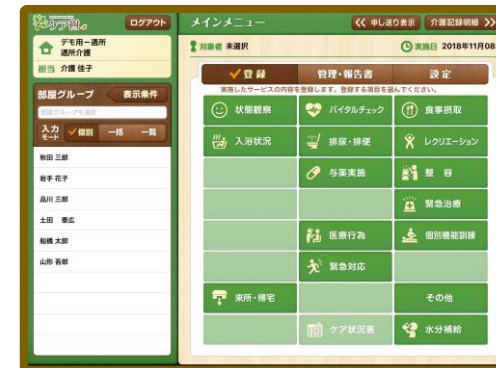 ケア樹
ログアウト
デモ用ー通所
通所介護
担当 介護 佳子
部屋グループ 表示条件
部屋グループを選択
入力モード 個別 一括 一覧
秋田 三郎
岩手 花子
品川 三郎
土田 泰広
船橋 太郎
山形 吾郎
メインメニュー
申し送り表示 介護記録明細
対象者 未選択
実施日 2018年11月08
登録 管理・報告書 設定
実施したサービスの内容を登録します。登録する項目を選んでください。
状態観察 バイタルチェック 食事摂取
入浴状況 排尿・排便 レクリエーション
与薬実施 整容
緊急治療
医療行為 個別機能訓練
緊急対応
来所・帰宅 その他
ケア状況表 水分補給